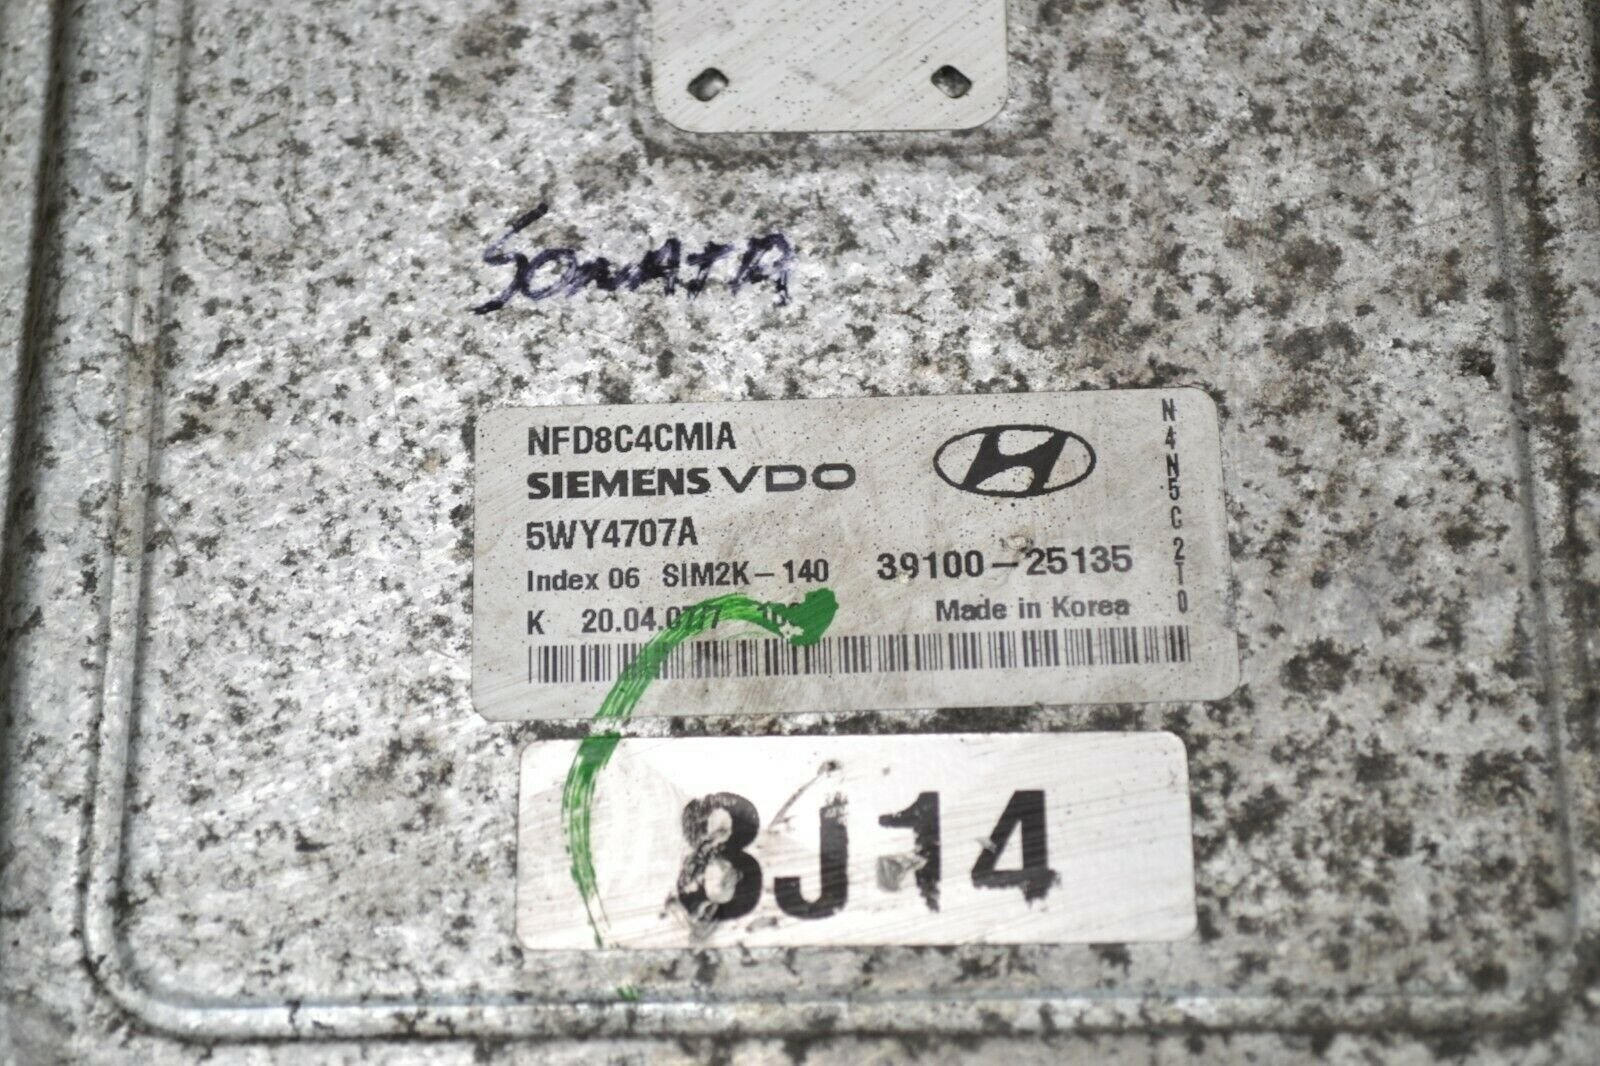 SONATA
NFD8C4CMIA
SIEMENS VDO
5WY4707A
Index 06 SIM2K-140 39100-25135
K Made in Korea
N4N5C2T0
8J14